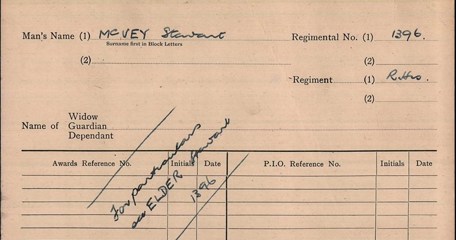 Man's Name (1) McVEY Stewart Regimental No. (1) 1396.
Surname first in Block Letters
(2) (2)
Regiment (1) R. Hrs.
(2)
Widow
Name of Guardian
Dependant
Awards Reference No. Initials Date P.I.O. Reference No. Initials Date
For particulars
see ELDER Stewart
1396